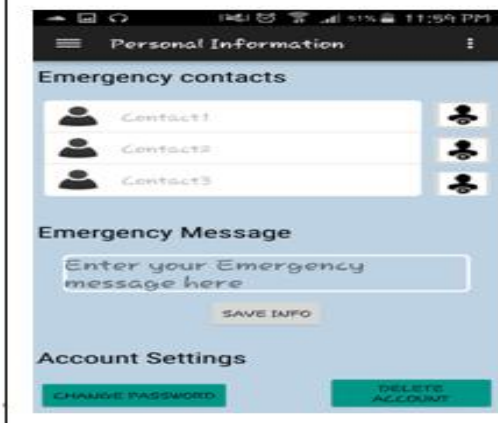 51% 11:59 PM
Personal Information
Emergency contacts
Contact1
Contact2
Contact3
Emergency Message
Enter your Emergency
message here
SAVE INFO
Account Settings
CHANGE PASSWORD
DELETE
ACCOUNT